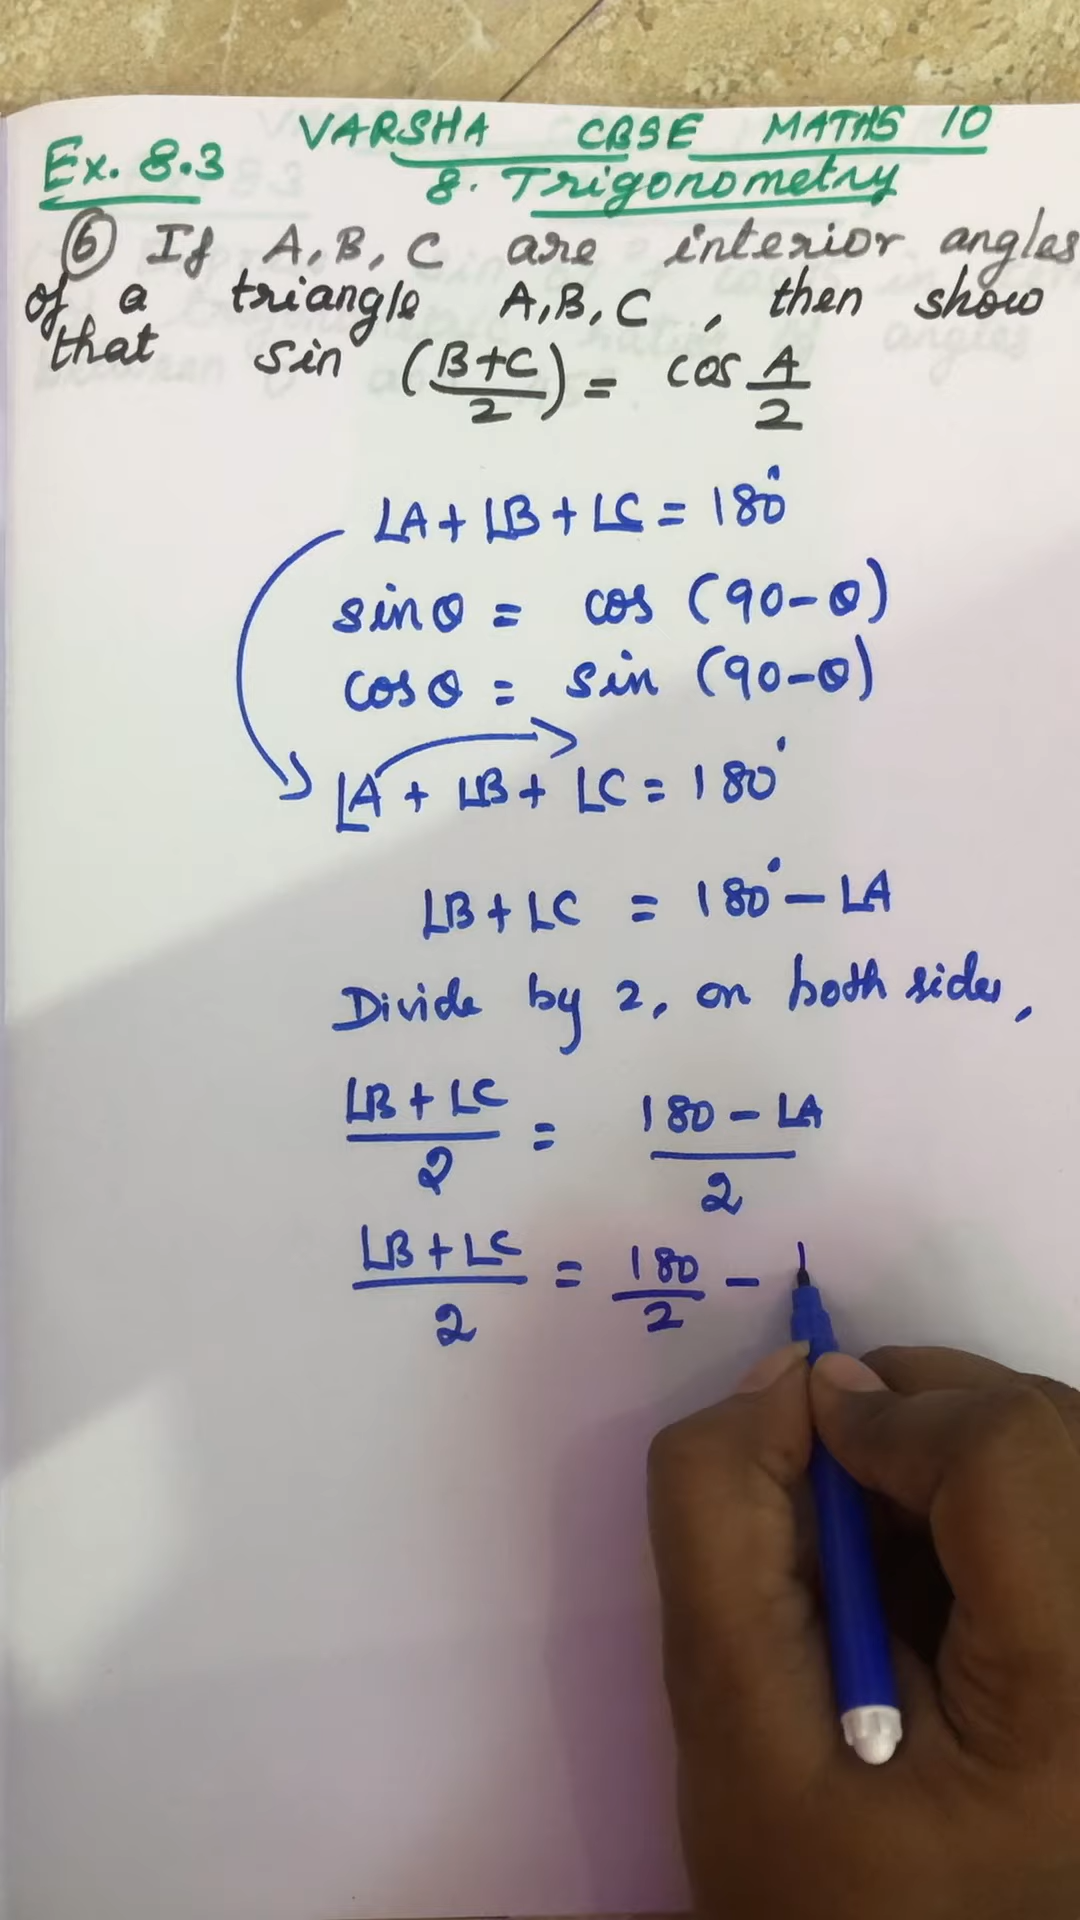 VARSHA CBSE MATHS 10
Ex. 8.3
8. Trigonometry
⑥ If A, B, C are interior angles
of a triangle A,B,C, then show
that sin (B+C/2) = cos A/2
∠A + ∠B + ∠C = 180°
sin θ = cos (90-θ)
cos θ = sin (90-θ)
∠A + ∠B + ∠C = 180°
∠B + ∠C = 180° - ∠A
Divide by 2, on both sides,
∠B + ∠C / 2 = 180 - ∠A / 2
∠B + ∠C / 2 = 180 / 2 -